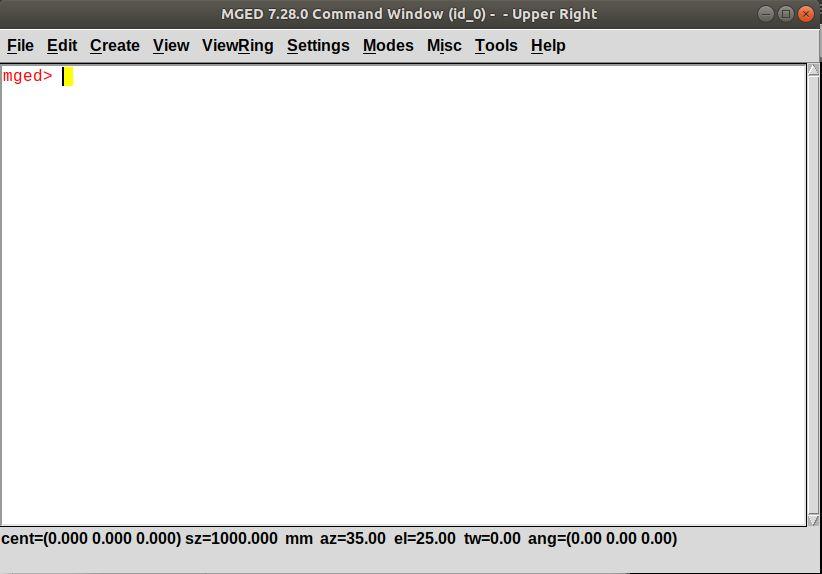 MGED 7.28.0 Command Window (id_0) - - Upper Right
File Edit Create View ViewRing Settings Modes Misc Tools Help
mged>
cent=(0.000 0.000 0.000) sz=1000.000 mm az=35.00 el=25.00 tw=0.00 ang=(0.00 0.00 0.00)